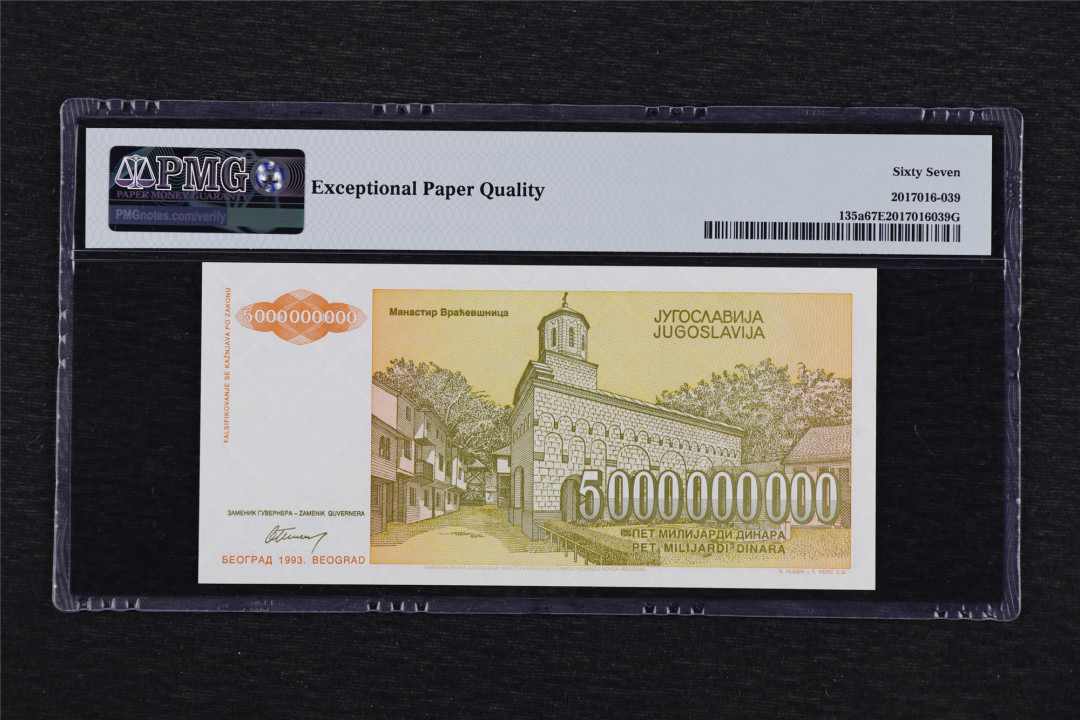 PMG
PAPER MONEY GUARANTY
PMGnotes.com/verify
Exceptional Paper Quality
Sixty Seven
2017016-039
135a67E2017016039G
FALSIFIKOVANJE SE KAŽNJAVA PO ZAKONU
5000000000
Манастир Враћевшница
ЈУГОСЛАВИЈА
JUGOSLAVIJA
5000000000
ПЕТ МИЛИЈАРДИ ДИНАРА
PET MILIJARDI DINARA
ЗАМЕНИК ГУВЕРНЕРА - ZAMENIK GUVERNERA
БЕОГРАД 1993. BEOGRAD